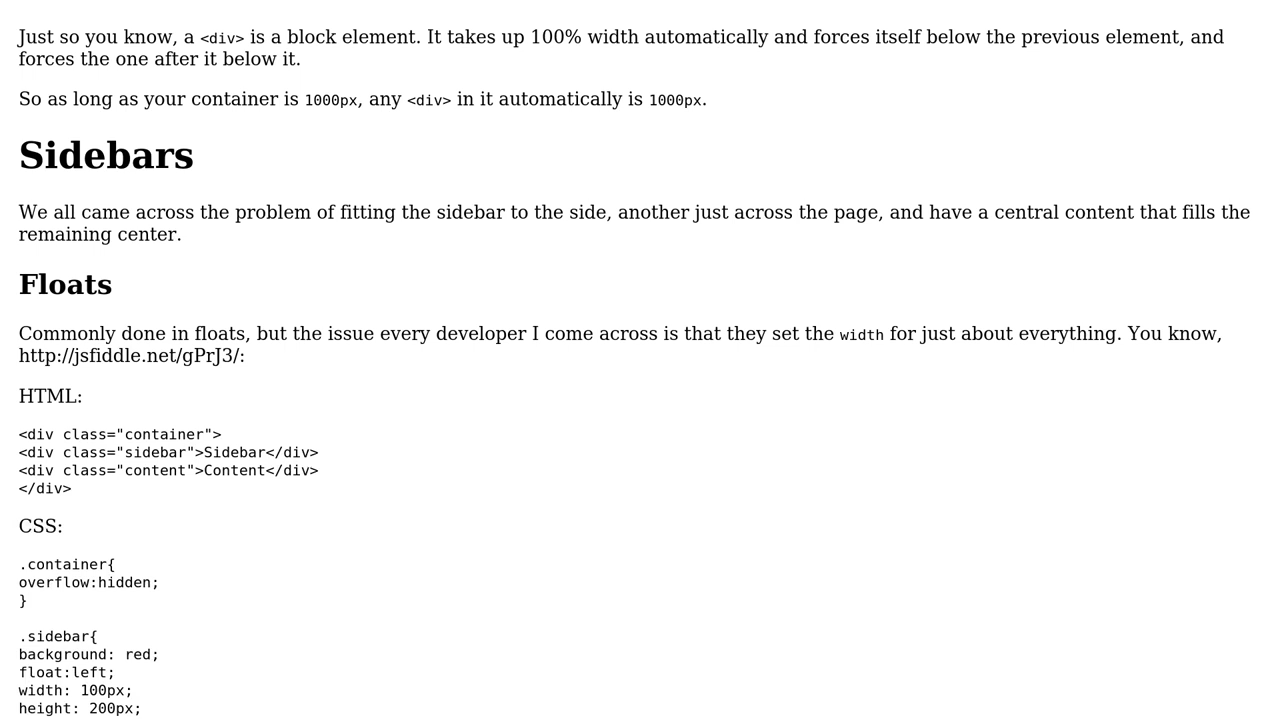 Just so you know, a <div> is a block element. It takes up 100% width automatically and forces itself below the previous element, and
forces the one after it below it.
So as long as your container is 1000px, any <div> in it automatically is 1000px.
Sidebars
We all came across the problem of fitting the sidebar to the side, another just across the page, and have a central content that fills the
remaining center.
Floats
Commonly done in floats, but the issue every developer I come across is that they set the width for just about everything. You know,
http://jsfiddle.net/gPrJ3/:
HTML:
<div class="container">
<div class="sidebar">Sidebar</div>
<div class="content">Content</div>
</div>
CSS:
.container{
overflow:hidden;
}
.sidebar{
background: red;
float:left;
width: 100px;
height: 200px;